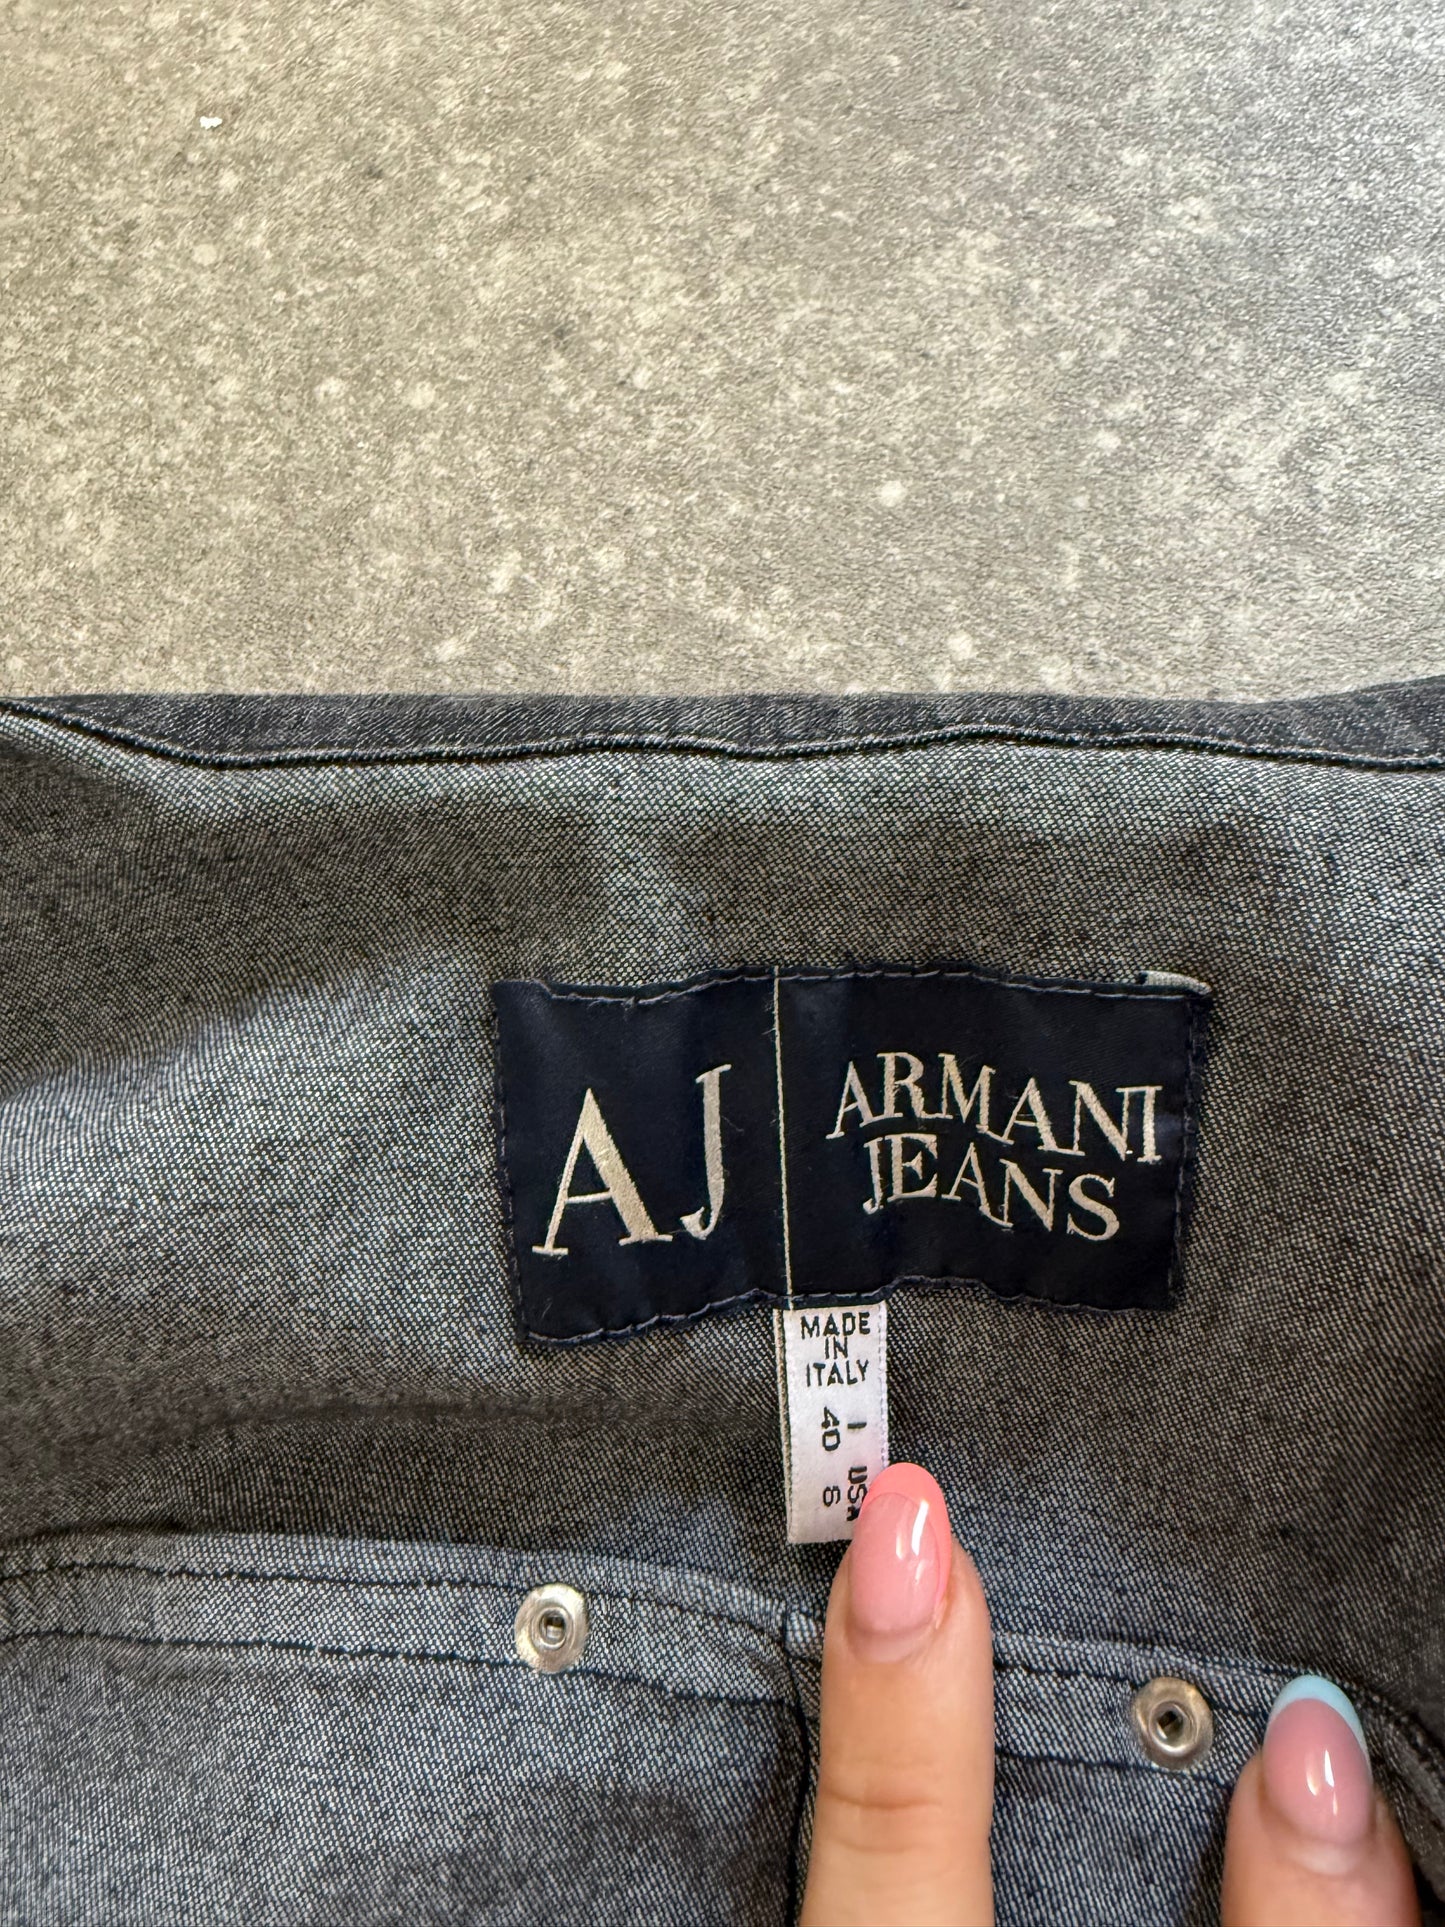 AJ
ARMANI
JEANS
MADE
IN
ITALY
I USA
40 6